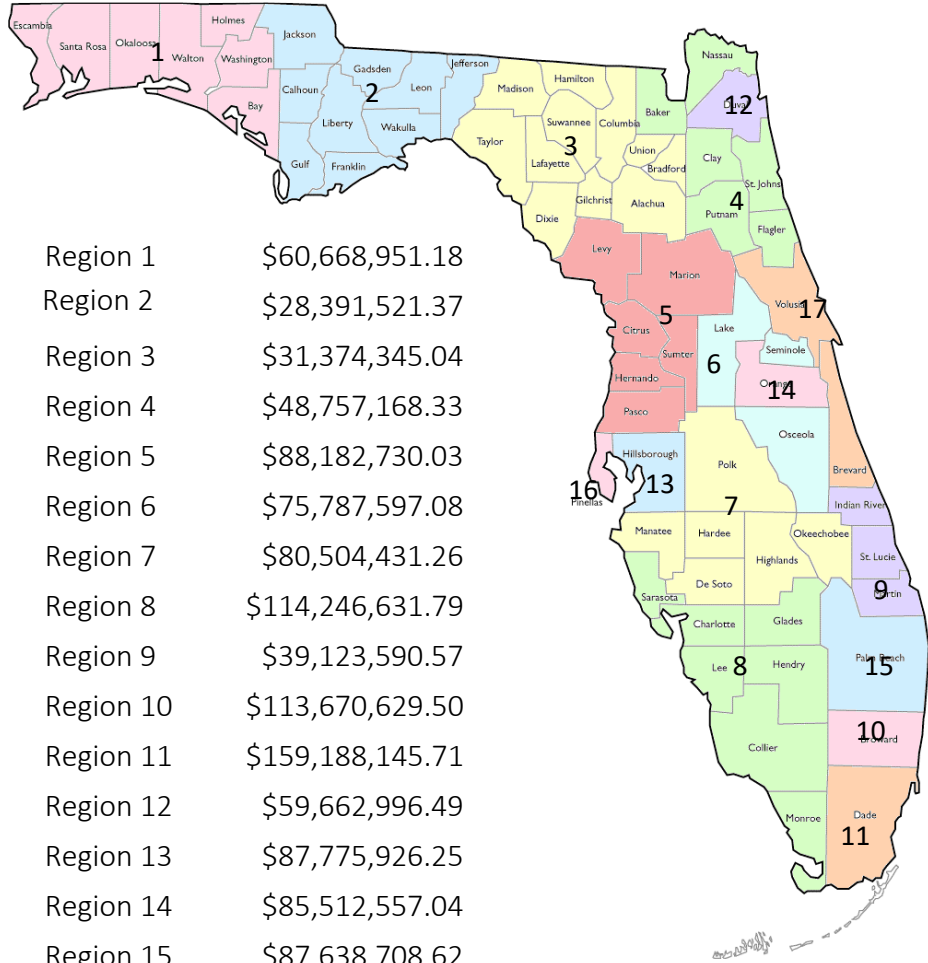 Escambia
Santa Rosa
Okaloosa
1
Walton
Holmes
Washington
Bay
Jackson
Calhoun
Gulf
Gadsden
2
Liberty
Franklin
Leon
Wakulla
Jefferson
Madison
Taylor
Hamilton
Suwannee
3
Lafayette
Columbia
Union
Bradford
Gilchrist
Alachua
Dixie
Baker
Nassau
Duval
12
Clay
St. Johns
4
Putnam
Flagler
Levy
Marion
5
Citrus
Sumter
Hernando
Pasco
Volusia
17
Lake
6
Seminole
Orange
14
Osceola
Brevard
Hillsborough
13
16
Pinellas
Polk
7
Indian River
Manatee
Hardee
Highlands
Okeechobee
St. Lucie
De Soto
9
Martin
Sarasota
Charlotte
Glades
Lee
8
Hendry
Palm Beach
15
Collier
10
Broward
Monroe
Dade
11
Region 1 $60,668,951.18
Region 2 $28,391,521.37
Region 3 $31,374,345.04
Region 4 $48,757,168.33
Region 5 $88,182,730.03
Region 6 $75,787,597.08
Region 7 $80,504,431.26
Region 8 $114,246,631.79
Region 9 $39,123,590.57
Region 10 $113,670,629.50
Region 11 $159,188,145.71
Region 12 $59,662,996.49
Region 13 $87,775,926.25
Region 14 $85,512,557.04
Region 15 $87,638,708.62